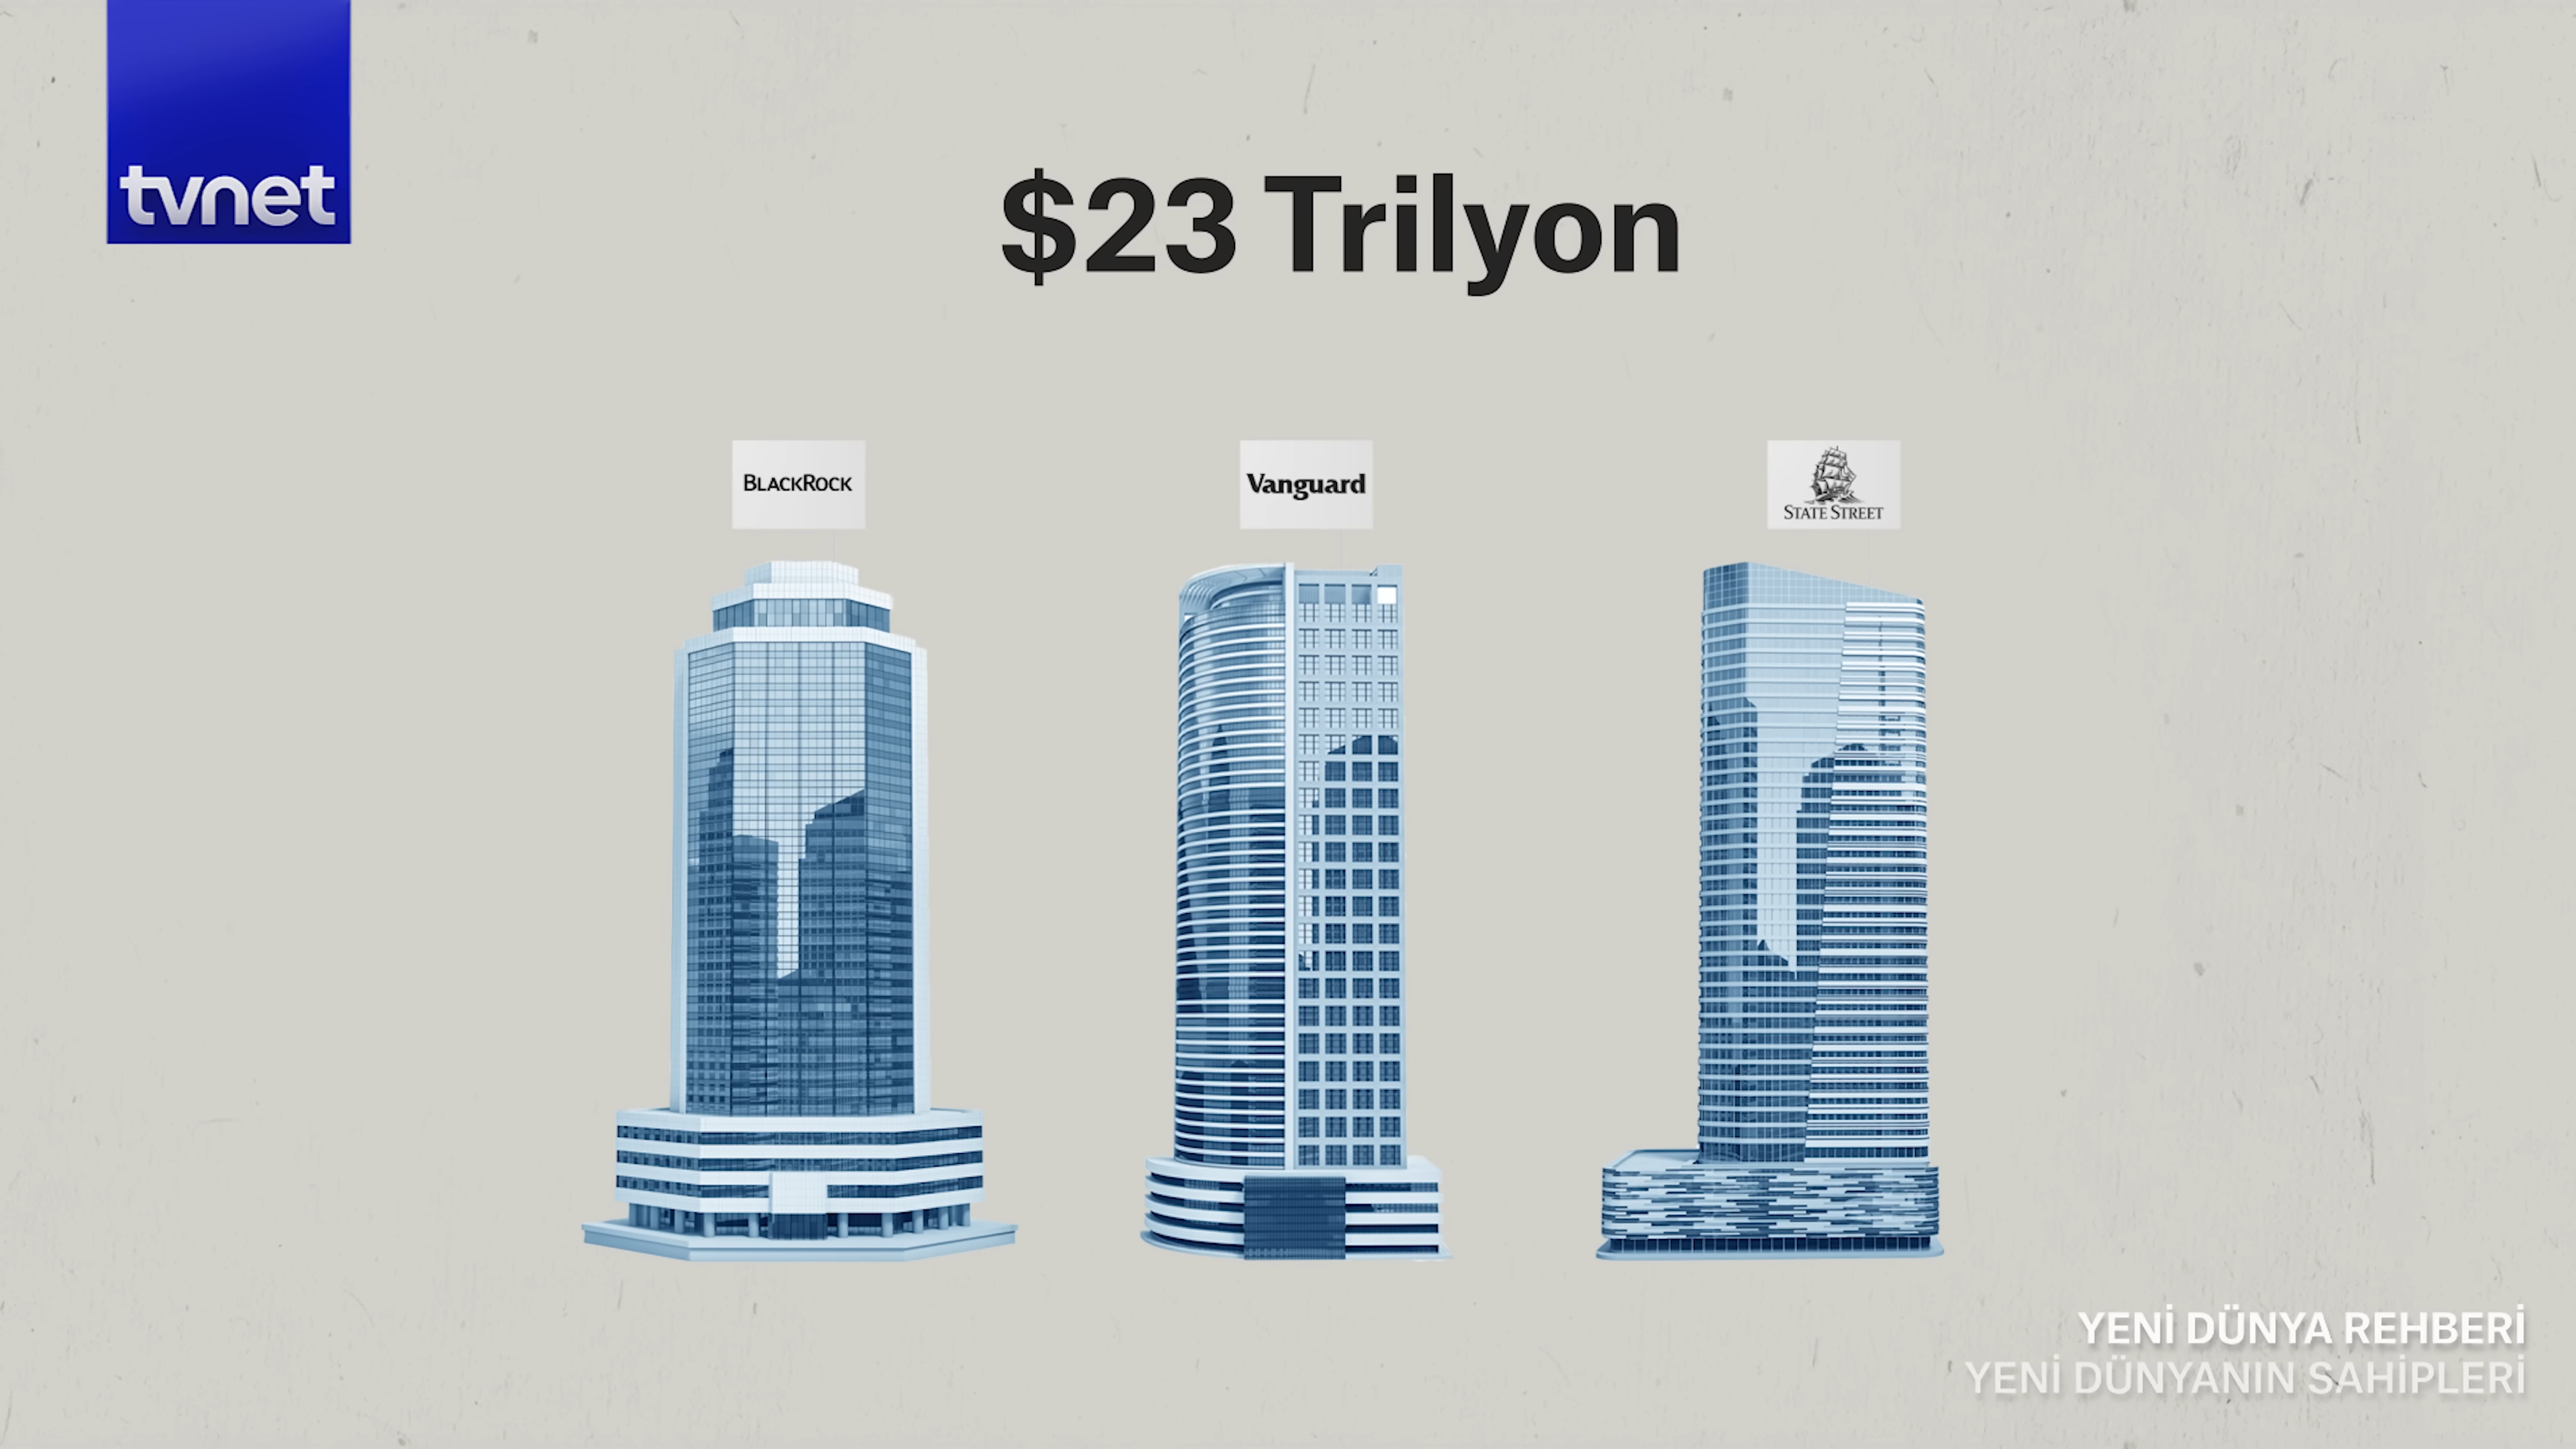 tvnet
$23 Trilyon
BLACKROCK
Vanguard
STATE STREET
YENİ DÜNYA REHBERİ
YENİ DÜNYANIN SAHİPLERİ